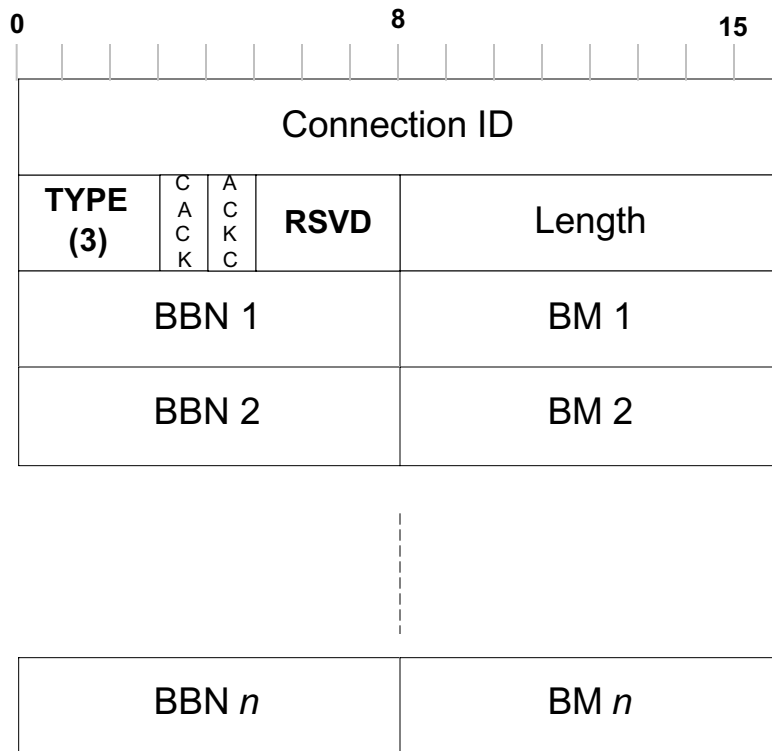 0 8 15
Connection ID
TYPE (3) CACK ACKC RSVD Length
BBN 1 BM 1
BBN 2 BM 2
BBN n BM n